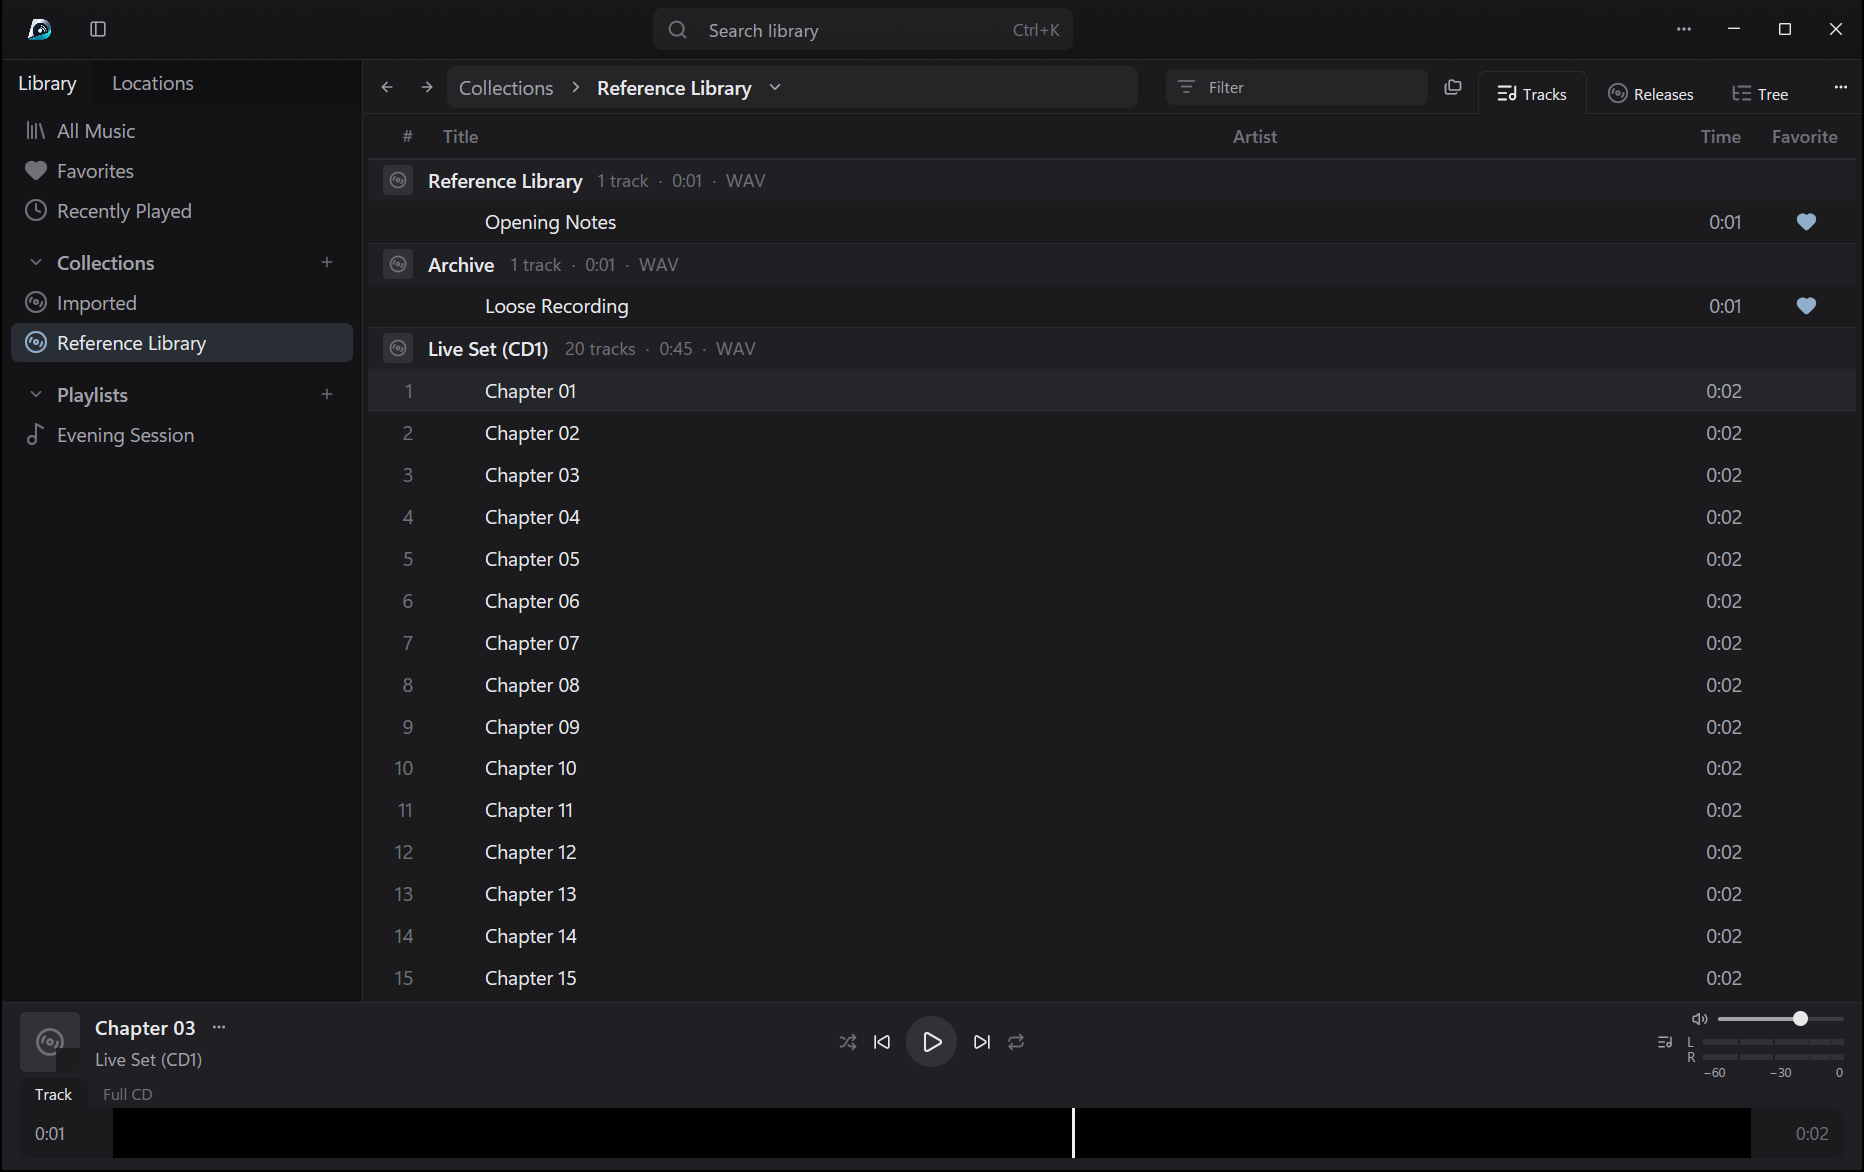 Search library Ctrl+K
Library Locations
All Music
Favorites
Recently Played
Collections
Imported
Reference Library
Playlists
Evening Session
Collections Reference Library Filter Tracks Releases Tree
# Title Artist Time Favorite
Reference Library 1 track · 0:01 · WAV
Opening Notes 0:01
Archive 1 track · 0:01 · WAV
Loose Recording 0:01
Live Set (CD1) 20 tracks · 0:45 · WAV
1 Chapter 01 0:02
2 Chapter 02 0:02
3 Chapter 03 0:02
4 Chapter 04 0:02
5 Chapter 05 0:02
6 Chapter 06 0:02
7 Chapter 07 0:02
8 Chapter 08 0:02
9 Chapter 09 0:02
10 Chapter 10 0:02
11 Chapter 11 0:02
12 Chapter 12 0:02
13 Chapter 13 0:02
14 Chapter 14 0:02
15 Chapter 15 0:02
Chapter 03
Live Set (CD1)
L
R
−60 −30 0
Track Full CD
0:01 0:02